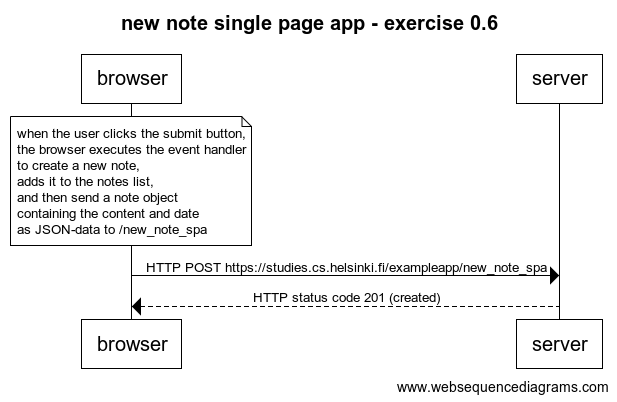 new note single page app - exercise 0.6
browser
server
when the user clicks the submit button,
the browser executes the event handler
to create a new note,
adds it to the notes list,
and then send a note object
containing the content and date
as JSON-data to /new_note_spa
HTTP POST https://studies.cs.helsinki.fi/exampleapp/new_note_spa
HTTP status code 201 (created)
browser
server
www.websequencediagrams.com